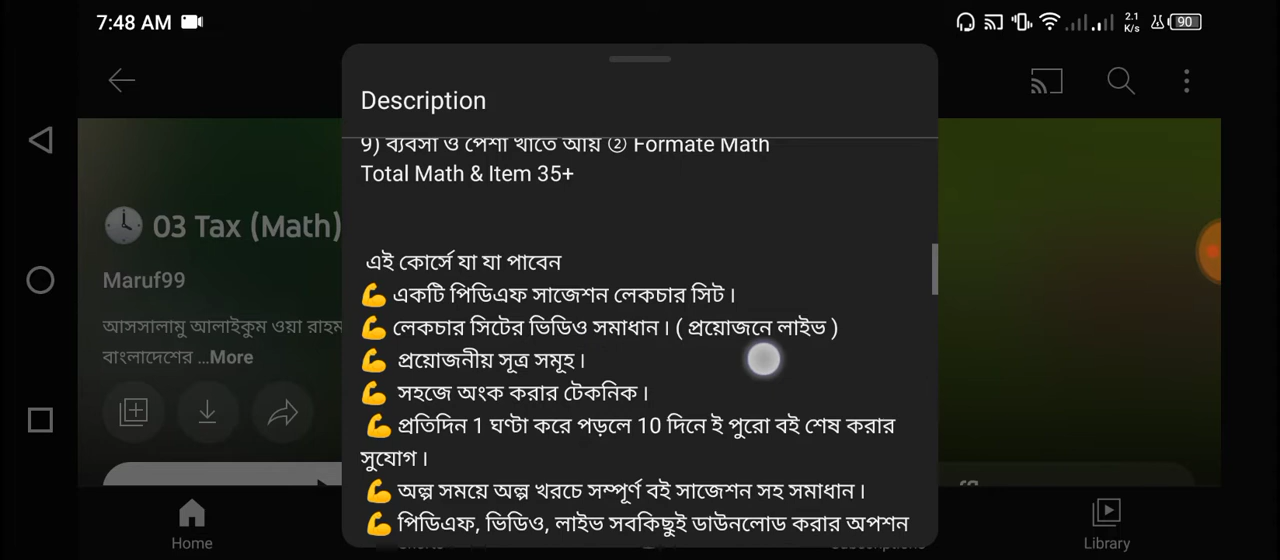 7:48 AM
2.1
K/s
90
Description
9) ব্যবসা ও পেশা খাতে আয় ② Formate Math
Total Math & Item 35+
🕓 03 Tax (Math)
Maruf99
আসসালামু আলাইকুম ওয়া রাহম
বাংলাদেশের ...More
এই কোর্সে যা যা পাবেন
💪 একটি পিডিএফ সাজেশন লেকচার সিট।
💪 লেকচার সিটের ভিডিও সমাধান। ( প্রয়োজনে লাইভ )
💪 প্রয়োজনীয় সূত্র সমূহ।
💪 সহজে অংক করার টেকনিক।
💪 প্রতিদিন 1 ঘণ্টা করে পড়লে 10 দিনে ই পুরো বই শেষ করার
সুযোগ।
💪 অল্প সময়ে অল্প খরচে সম্পূর্ণ বই সাজেশন সহ সমাধান।
💪 পিডিএফ, ভিডিও, লাইভ সবকিছুই ডাউনলোড করার অপশন
Home
Library